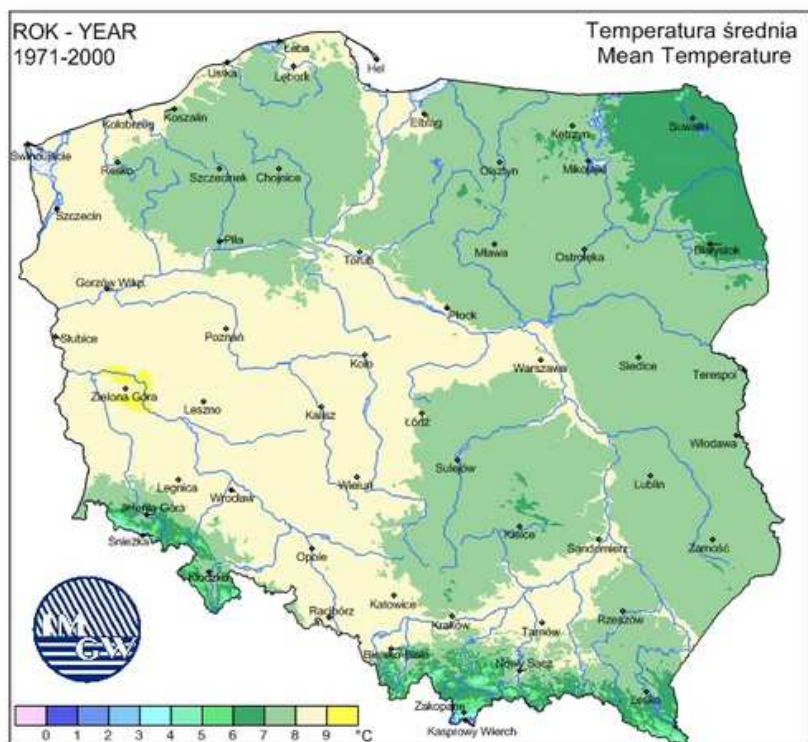 ROK - YEAR
1971-2000
Temperatura średnia
Mean Temperature
Łeba
Hel
Ustka
Lębork
Kołobrzeg
Koszalin
Elbląg
Kętrzyn
Suwałki
Świnoujście
Resko
Szczecinek
Chojnice
Olsztyn
Mikołajki
Szczecin
Piła
Toruń
Mława
Ostrołęka
Białystok
Gorzów Wlkp.
Płock
Słubice
Poznań
Koło
Warszawa
Siedlce
Terespol
Zielona Góra
Leszno
Kalisz
Łódź
Włodawa
Sulejów
Legnica
Wrocław
Wieluń
Lublin
Jelenia Góra
Śnieżka
Opole
Kielce
Sandomierz
Zamość
Kłodzko
Racibórz
Katowice
Kraków
Tarnów
Rzeszów
Bielsko-Biała
Nowy Sącz
Zakopane
Lesko
Kasprowy Wierch
IM
GW
0 1 2 3 4 5 6 7 8 9 °C